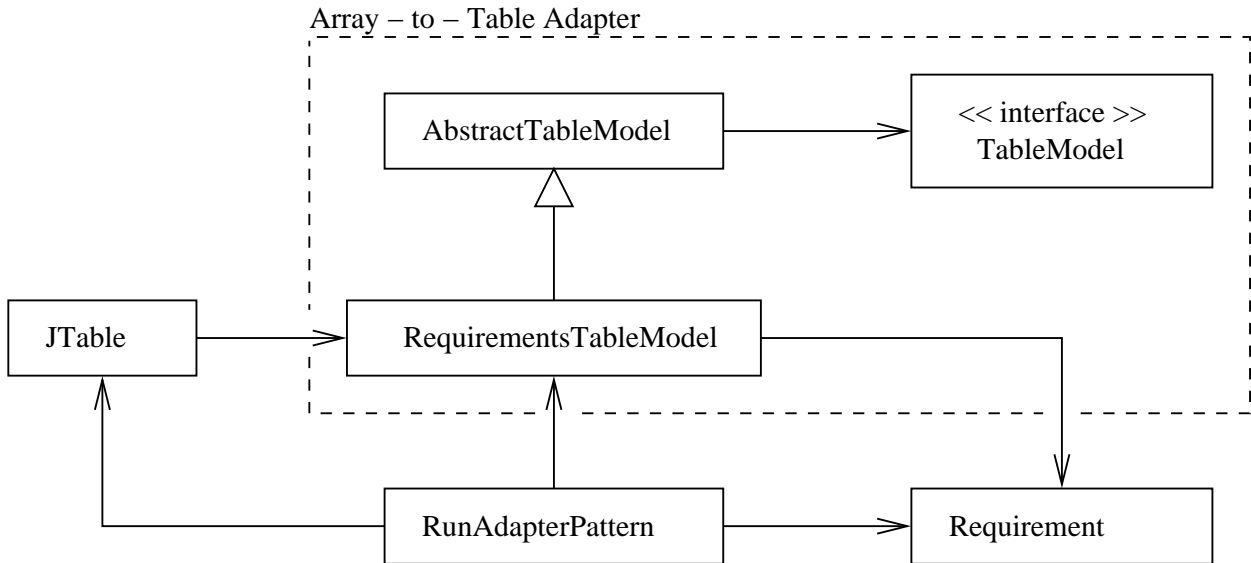 Array – to – Table Adapter
AbstractTableModel
<< interface >>
TableModel
JTable
RequirementsTableModel
RunAdapterPattern
Requirement